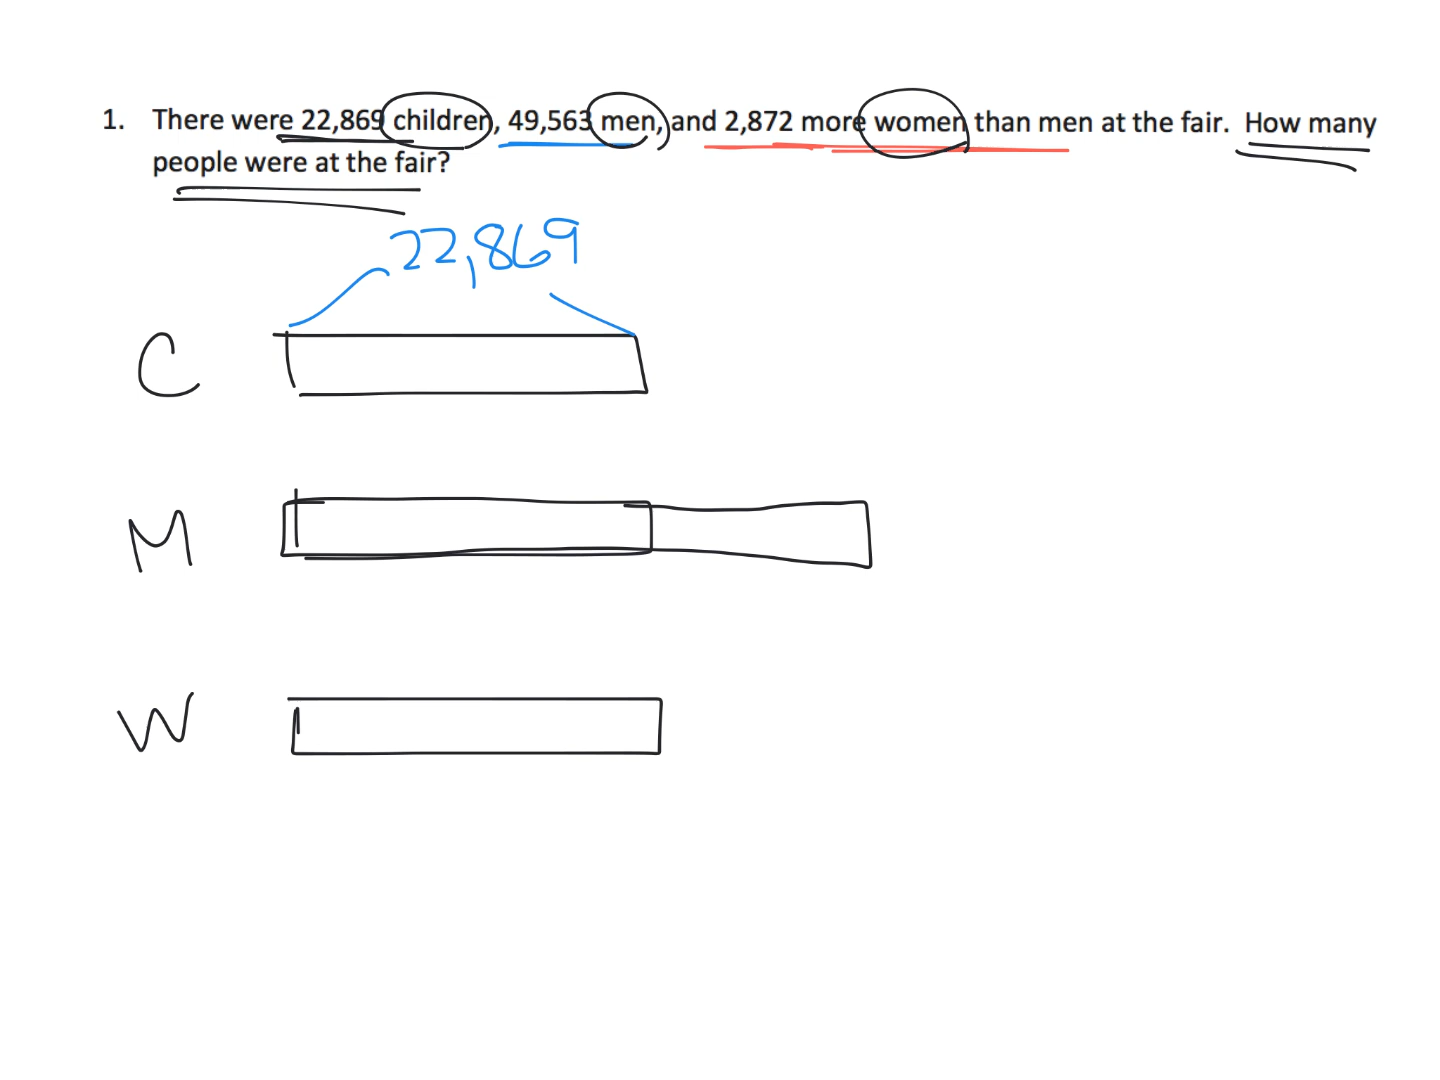 1. There were 22,869 children, 49,563 men, and 2,872 more women than men at the fair. How many
people were at the fair?
22,869
C
M
W